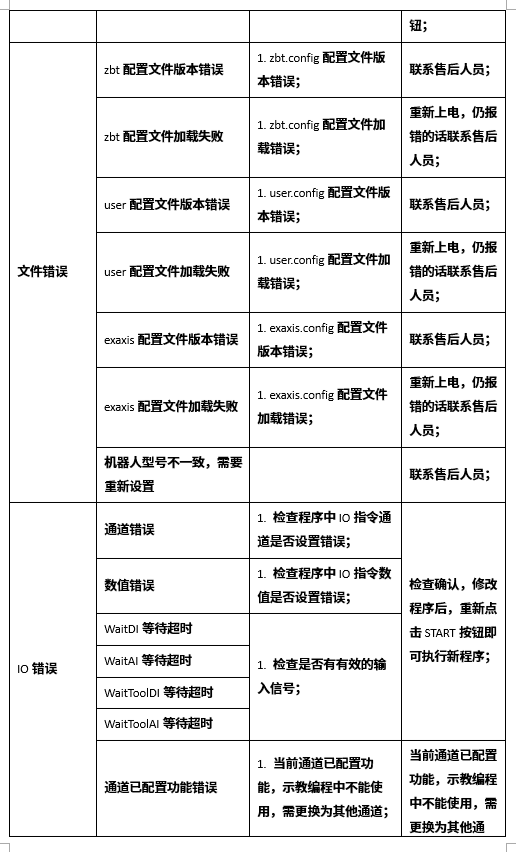 钮；
文件错误
zbt 配置文件版本错误
1. zbt.config 配置文件版
本错误；
联系售后人员；
zbt 配置文件加载失败
1. zbt.config 配置文件加
载错误；
重新上电，仍报
错的话联系售后
人员；
user 配置文件版本错误
1. user.config 配置文件版
本错误；
联系售后人员；
user 配置文件加载失败
1. user.config 配置文件加
载错误；
重新上电，仍报
错的话联系售后
人员；
exaxis 配置文件版本错误
1. exaxis.config 配置文件
版本错误；
联系售后人员；
exaxis 配置文件加载失败
1. exaxis.config 配置文件
加载错误；
重新上电，仍报
错的话联系售后
人员；
机器人型号不一致，需要
重新设置
联系售后人员；
IO 错误
通道错误
1. 检查程序中 IO 指令通
道是否设置错误；
数值错误
1. 检查程序中 IO 指令数
值是否设置错误；
WaitDI 等待超时
WaitAI 等待超时
WaitToolDI 等待超时
WaitToolAI 等待超时
1. 检查是否有有效的输
入信号；
检查确认，修改
程序后，重新点
击 START 按钮即
可执行新程序；
通道已配置功能错误
1. 当前通道已配置功
能，示教编程中不能使
用，需更换为其他通道；
当前通道已配置
功能，示教编程
中不能使用，需
更换为其他通